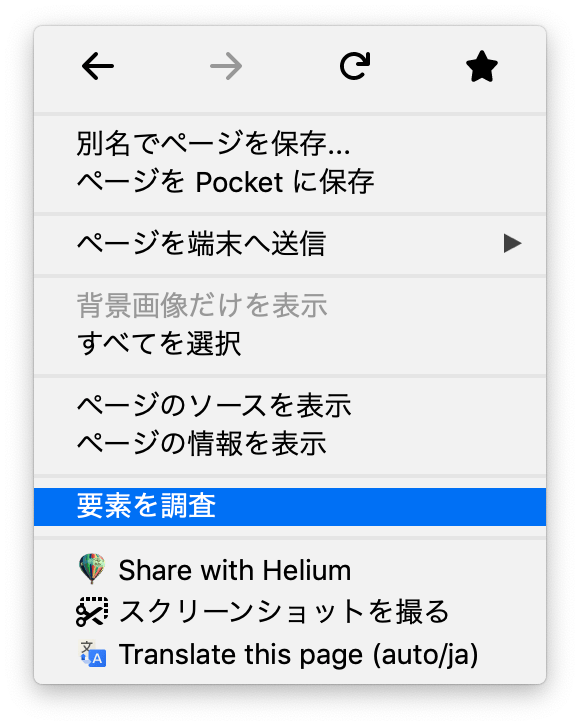 別名でページを保存...
ページを Pocket に保存
ページを端末へ送信
背景画像だけを表示
すべてを選択
ページのソースを表示
ページの情報を表示
要素を調査
Share with Helium
スクリーンショットを撮る
Translate this page (auto/ja)